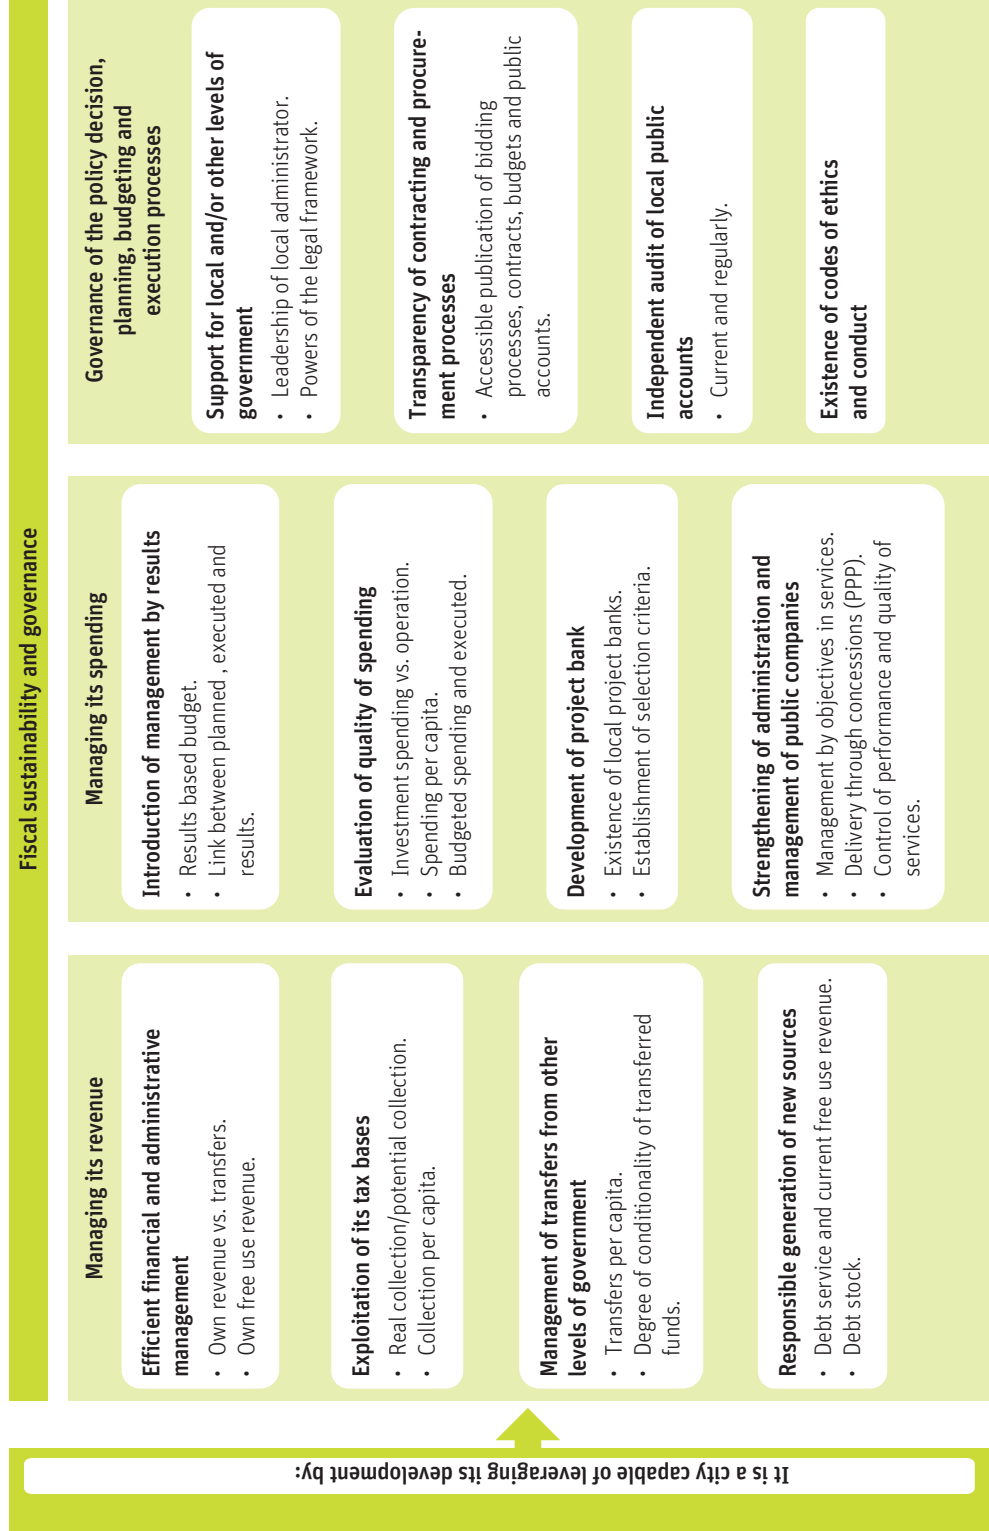 Fiscal sustainability and governance
It is a city capable of leveraging its development by:
Managing its revenue
Efficient financial and administrative
management
• Own revenue vs. transfers.
• Own free use revenue.
Exploitation of its tax bases
• Real collection/potential collection.
• Collection per capita.
Management of transfers from other
levels of government
• Transfers per capita.
• Degree of conditionality of transferred
funds.
Responsible generation of new sources
• Debt service and current free use revenue.
• Debt stock.
Managing its spending
Introduction of management by results
• Results based budget.
• Link between planned , executed and
results.
Evaluation of quality of spending
• Investment spending vs. operation.
• Spending per capita.
• Budgeted spending and executed.
Development of project bank
• Existence of local project banks.
• Establishment of selection criteria.
Strengthening of administration and
management of public companies
• Management by objectives in services.
• Delivery through concessions (PPP).
• Control of performance and quality of
services.
Governance of the policy decision,
planning, budgeting and
execution processes
Support for local and/or other levels of
government
• Leadership of local administrator.
• Powers of the legal framework.
Transparency of contracting and procure-
ment processes
• Accessible publication of bidding
processes, contracts, budgets and public
accounts.
Independent audit of local public
accounts
• Current and regularly.
Existence of codes of ethics
and conduct